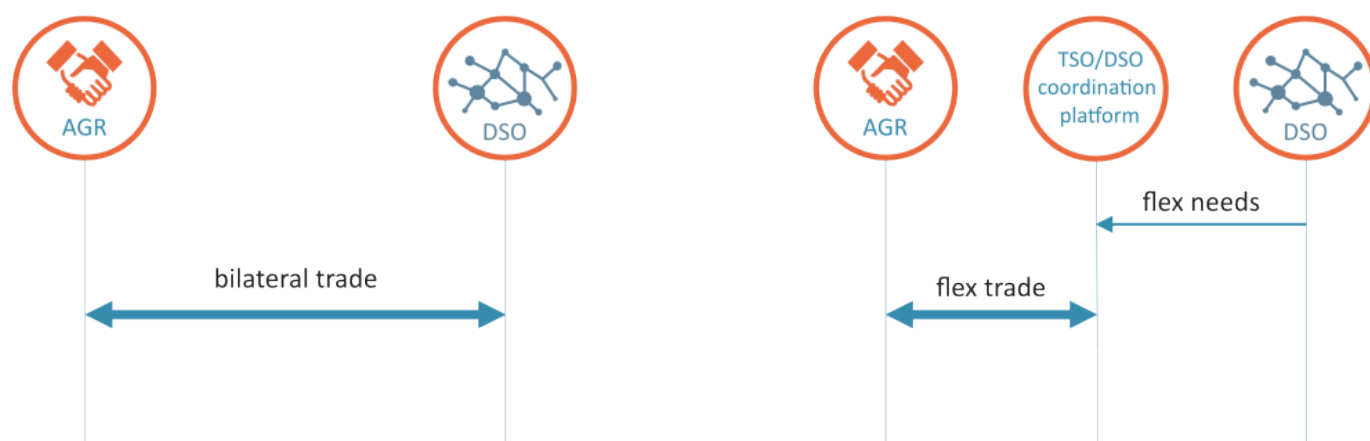 AGR
DSO
bilateral trade
AGR
TSO/DSO
coordination
platform
DSO
flex needs
flex trade